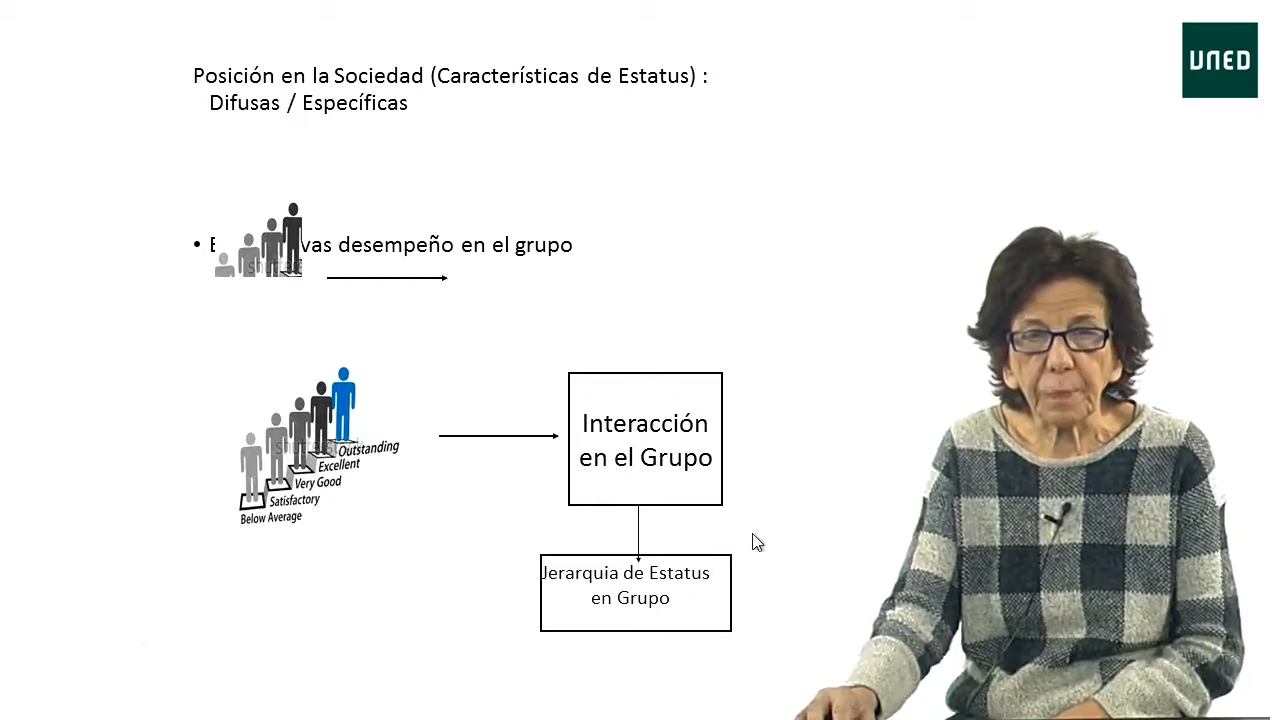 Posición en la Sociedad (Características de Estatus) :
Difusas / Específicas
UNED
• E vas desempeño en el grupo
shutters
Outstanding
Excellent
Very Good
Satisfactory
Below Average
Interacción
en el Grupo
Jerarquia de Estatus
en Grupo